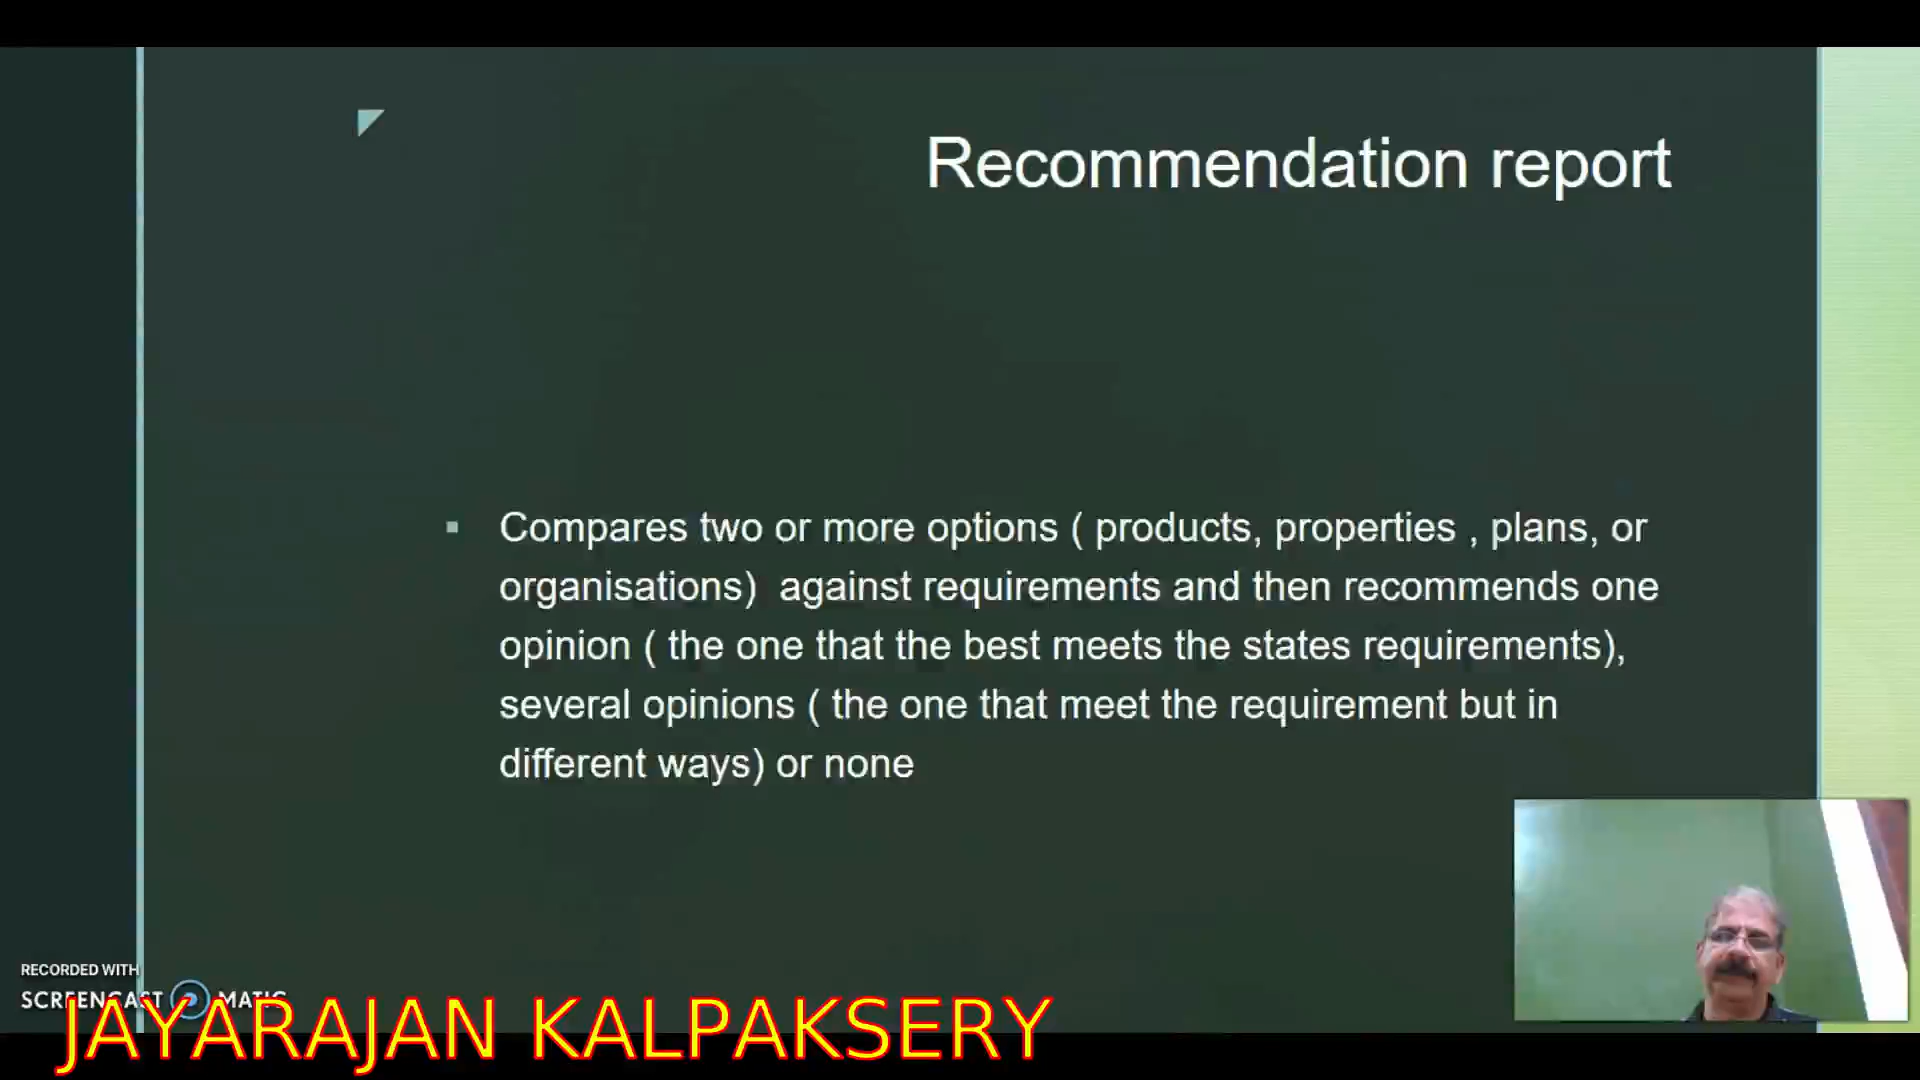 Recommendation report
▪ Compares two or more options ( products, properties , plans, or
organisations) against requirements and then recommends one
opinion ( the one that the best meets the states requirements),
several opinions ( the one that meet the requirement but in
different ways) or none
RECORDED WITH
SCREENCAST MATIC
JAYARAJAN KALPAKSERY